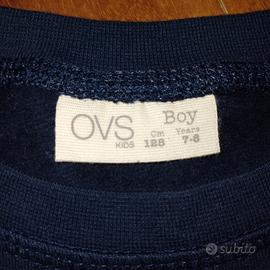 OVS Boy
KIDS Cm Years
128 7-8
subito